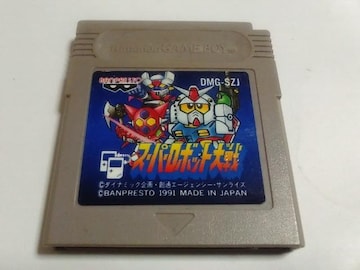 Nintendo GAME BOY
BANPRESTO
DMG-SZJ
スーパーロボット大戦
©ダイナミック企画・創通エージェンシー・サンライズ
©BANPRESTO 1991 MADE IN JAPAN